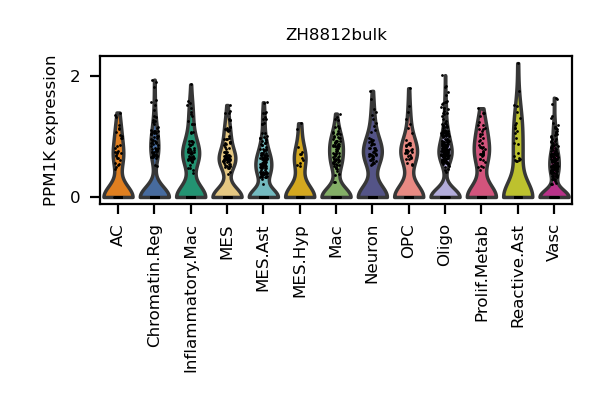 ZH8812bulk
PPM1K expression
2
0
AC
Chromatin.Reg
Inflammatory.Mac
MES
MES.Ast
MES.Hyp
Mac
Neuron
OPC
Oligo
Prolif.Metab
Reactive.Ast
Vasc